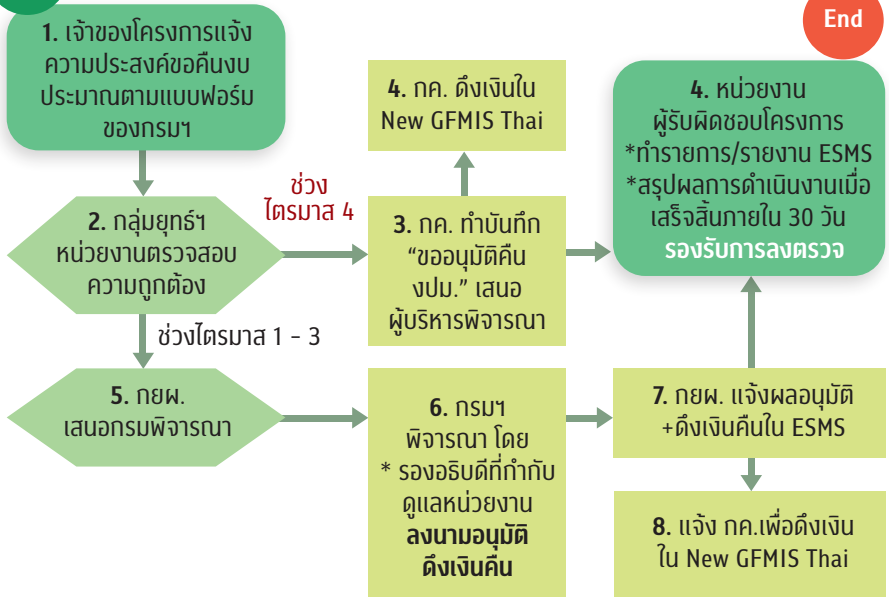 1. เจ้าของโครงการแจ้ง
ความประสงค์ขอคืนงบ
ประมาณตามแบบฟอร์ม
ของกรมฯ
End
4. กค. ดึงเงินใน
New GFMIS Thai
4. หน่วยงาน
ผู้รับผิดชอบโครงการ
*ทำรายการ/รายงาน ESMS
*สรุปผลการดำเนินงานเมื่อ
เสร็จสิ้นภายใน 30 วัน
รองรับการลงตรวจ
2. กลุ่มยุทธ์ฯ
หน่วยงานตรวจสอบ
ความถูกต้อง
ช่วง
ไตรมาส 4
3. กค. ทำบันทึก
“ขออนุมัติคืน
งปม.” เสนอ
ผู้บริหารพิจารณา
ช่วงไตรมาส 1 - 3
5. กยผ.
เสนอกรมพิจารณา
6. กรมฯ
พิจารณา โดย
* รองอธิบดีที่กำกับ
ดูแลหน่วยงาน
ลงนามอนุมัติ
ดึงเงินคืน
7. กยผ. แจ้งผลอนุมัติ
+ดึงเงินคืนใน ESMS
8. แจ้ง กค.เพื่อดึงเงิน
ใน New GFMIS Thai